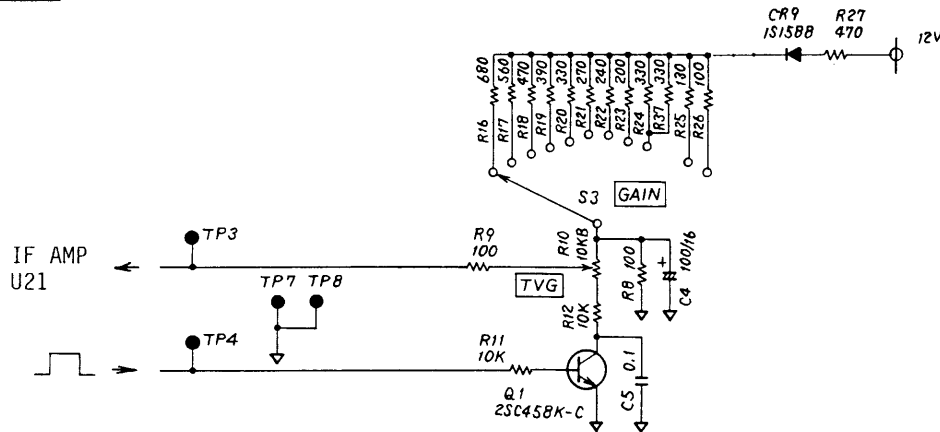 CR9
1S1588
R27
470
12V
680
560
470
390
330
270
240
200
330
330
130
100
R16
R17
R18
R19
R20
R21
R22
R23
R24
R37
R25
R26
S3
GAIN
IF AMP
U21
TP3
R9
100
R10
10KB
R8
100
+
100/16
C4
TVG
TP7
TP8
R12
10K
TP4
R11
10K
Q1
2SC458K-C
C5
0.1